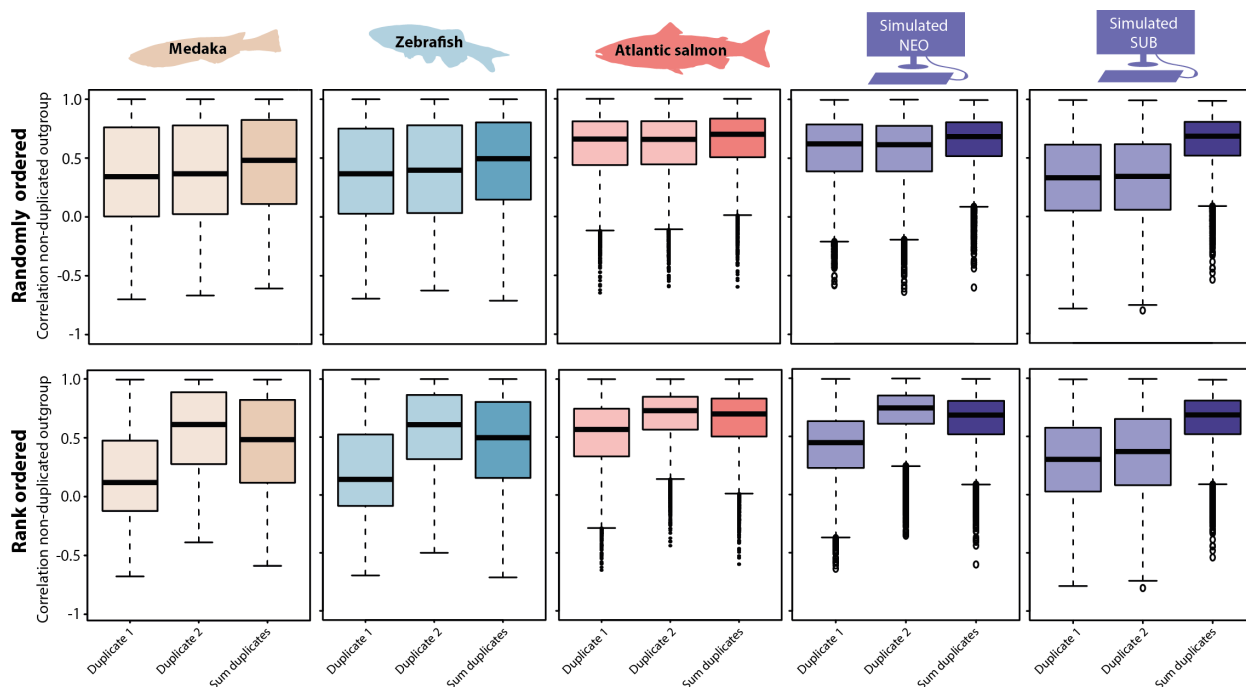 Medaka
Zebrafish
Atlantic salmon
Simulated
NEO
Simulated
SUB
Randomly ordered
Correlation non-duplicated outgroup
1.0
0.5
0.0
-0.5
-1
Rank ordered
Correlation non-duplicated outgroup
1.0
0.5
0.0
-0.5
-1
Duplicate 1
Duplicate 2
Sum duplicates
Duplicate 1
Duplicate 2
Sum duplicates
Duplicate 1
Duplicate 2
Sum duplicates
Duplicate 1
Duplicate 2
Sum duplicates
Duplicate 1
Duplicate 2
Sum duplicates